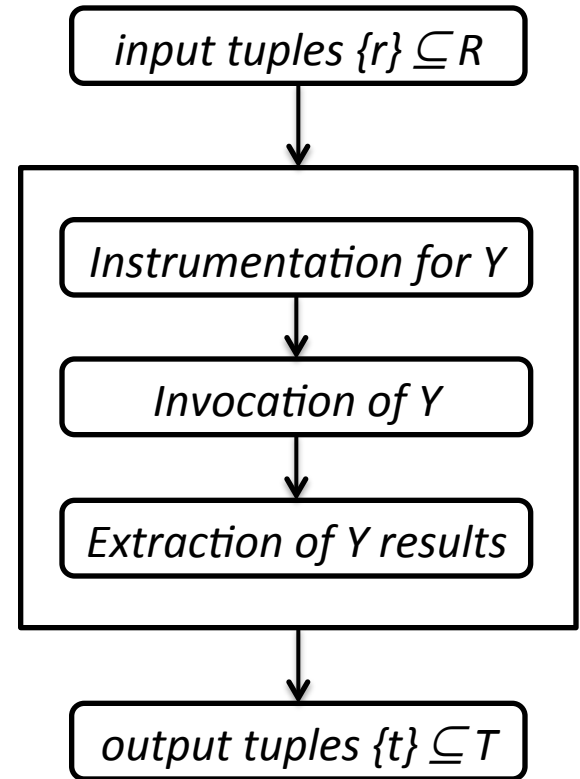 input tuples {r} ⊆ R
Instrumentation for Y
Invocation of Y
Extraction of Y results
output tuples {t} ⊆ T